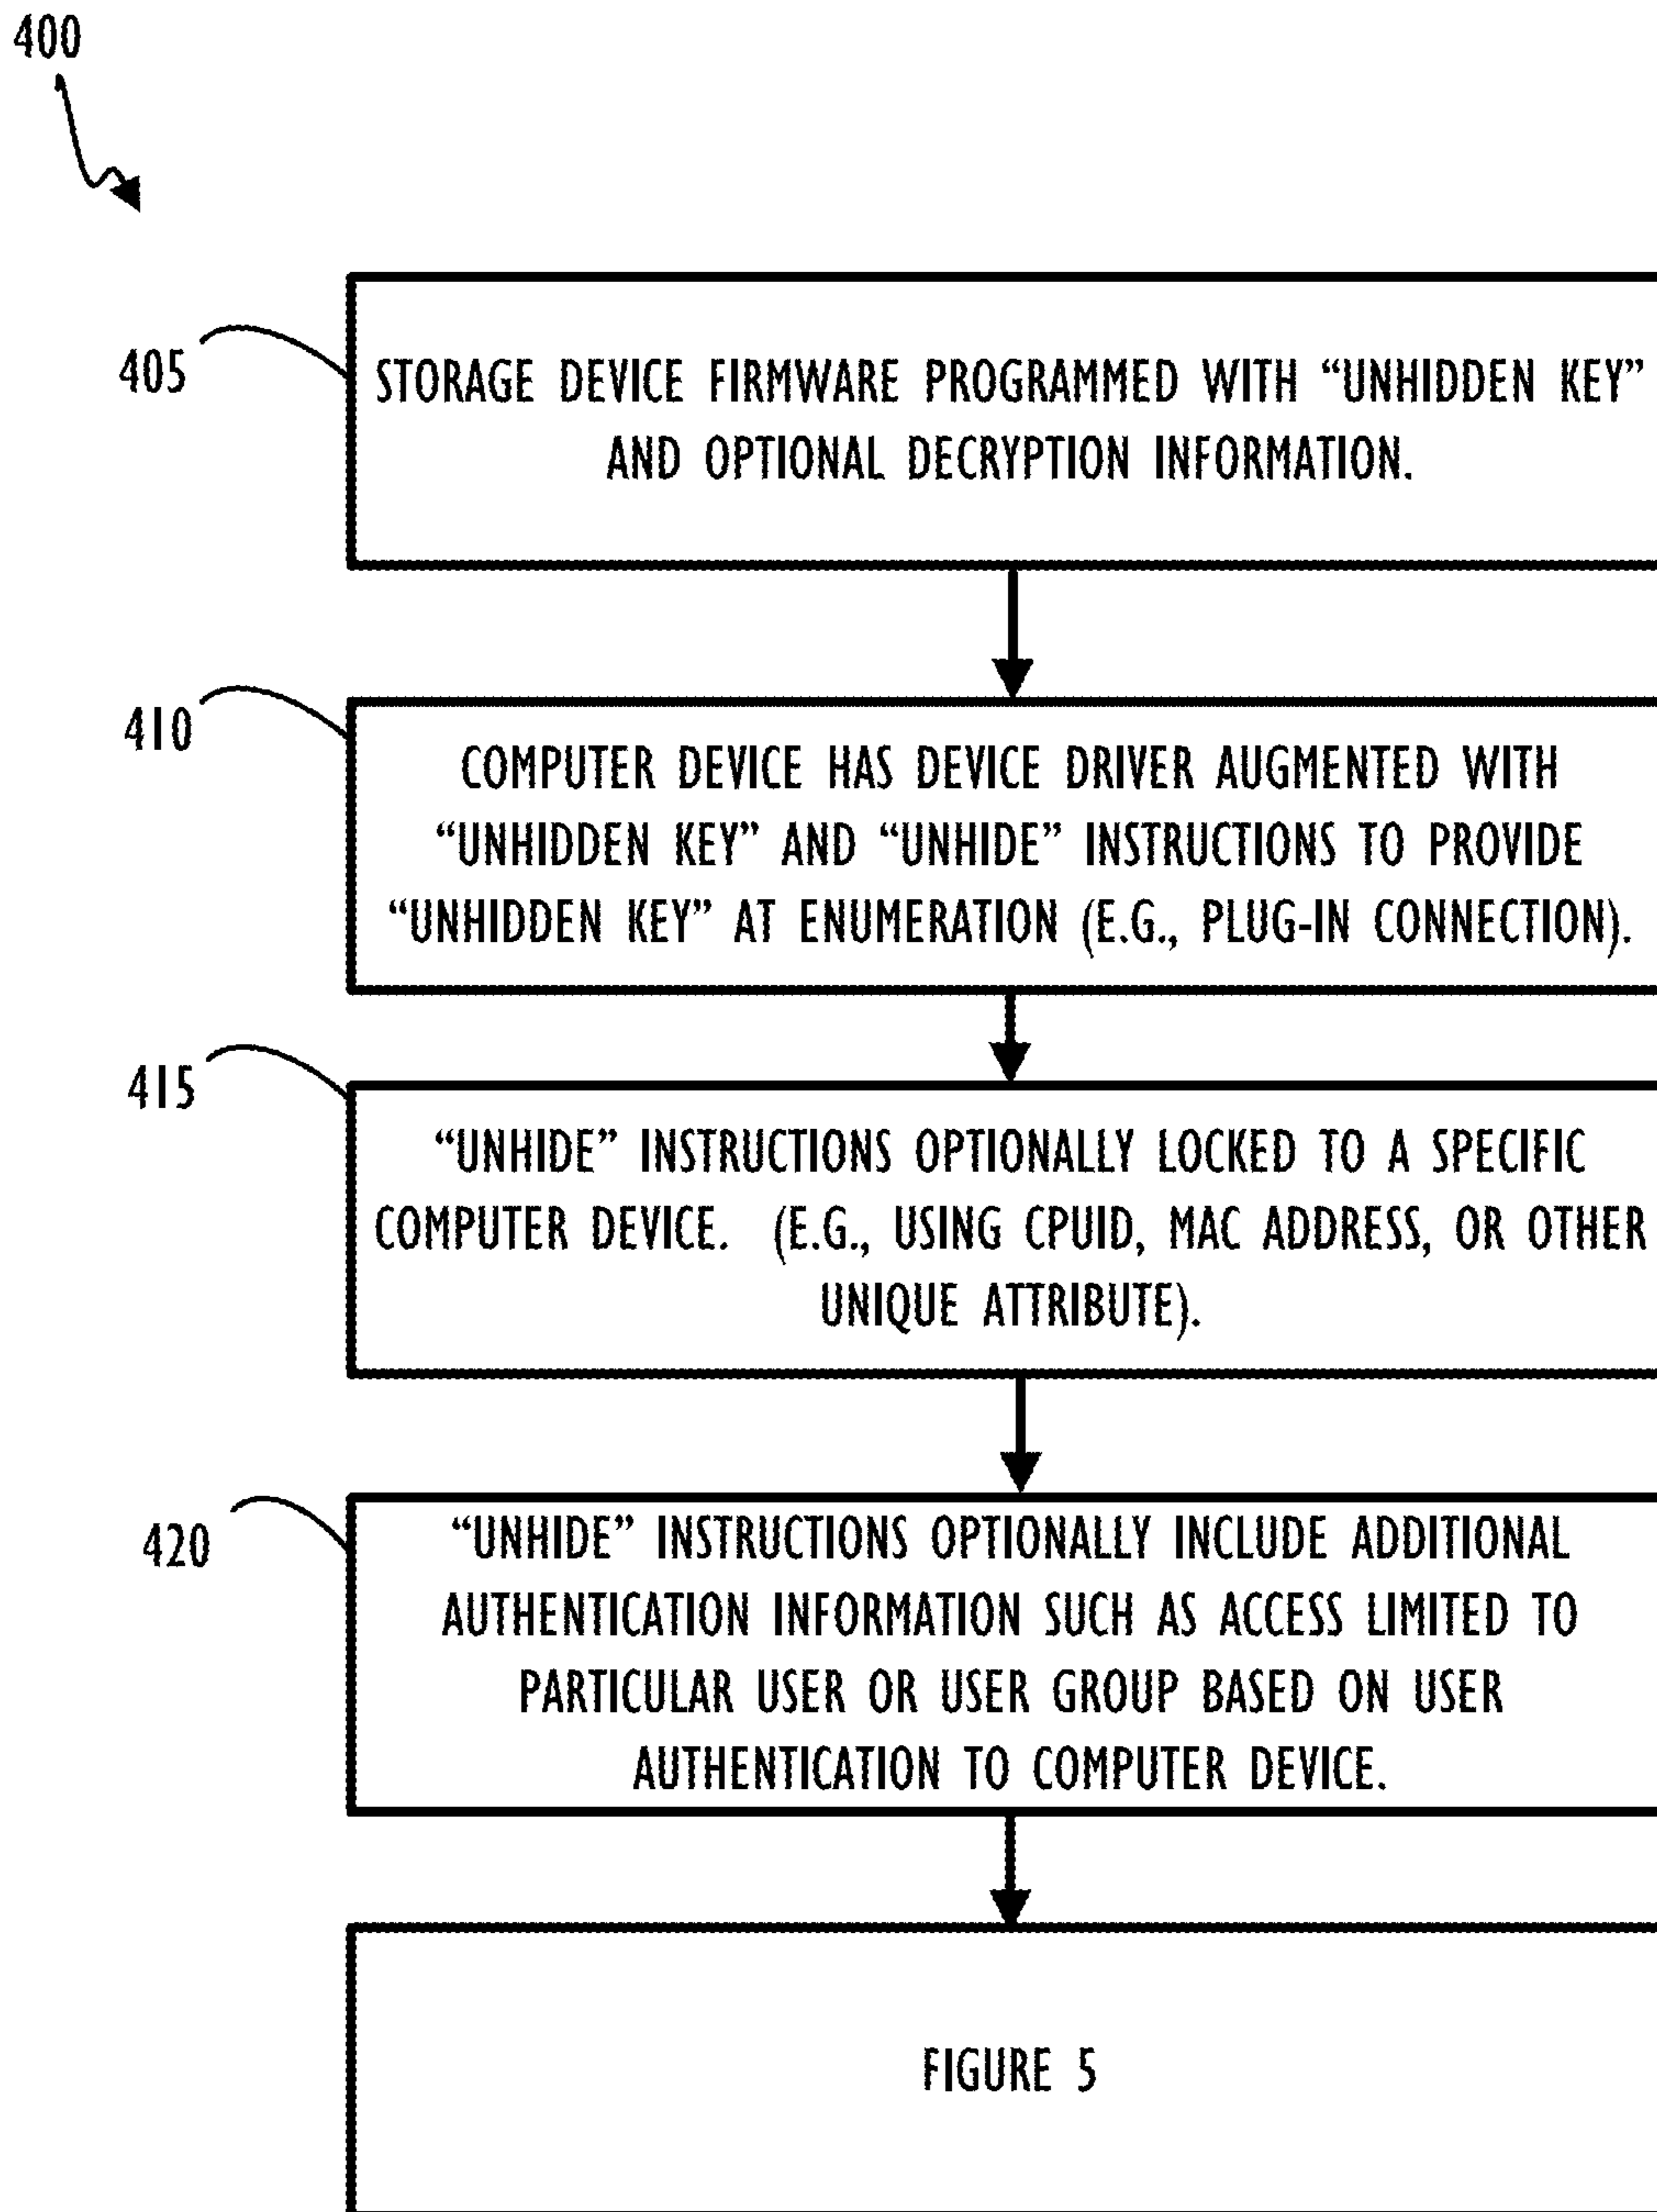 400
405
STORAGE DEVICE FIRMWARE PROGRAMMED WITH “UNHIDDEN KEY”
AND OPTIONAL DECRYPTION INFORMATION.
410
COMPUTER DEVICE HAS DEVICE DRIVER AUGMENTED WITH
“UNHIDDEN KEY” AND “UNHIDE” INSTRUCTIONS TO PROVIDE
“UNHIDDEN KEY” AT ENUMERATION (E.G., PLUG-IN CONNECTION).
415
“UNHIDE” INSTRUCTIONS OPTIONALLY LOCKED TO A SPECIFIC
COMPUTER DEVICE. (E.G., USING CPUID, MAC ADDRESS, OR OTHER
UNIQUE ATTRIBUTE).
420
“UNHIDE” INSTRUCTIONS OPTIONALLY INCLUDE ADDITIONAL
AUTHENTICATION INFORMATION SUCH AS ACCESS LIMITED TO
PARTICULAR USER OR USER GROUP BASED ON USER
AUTHENTICATION TO COMPUTER DEVICE.
FIGURE 5